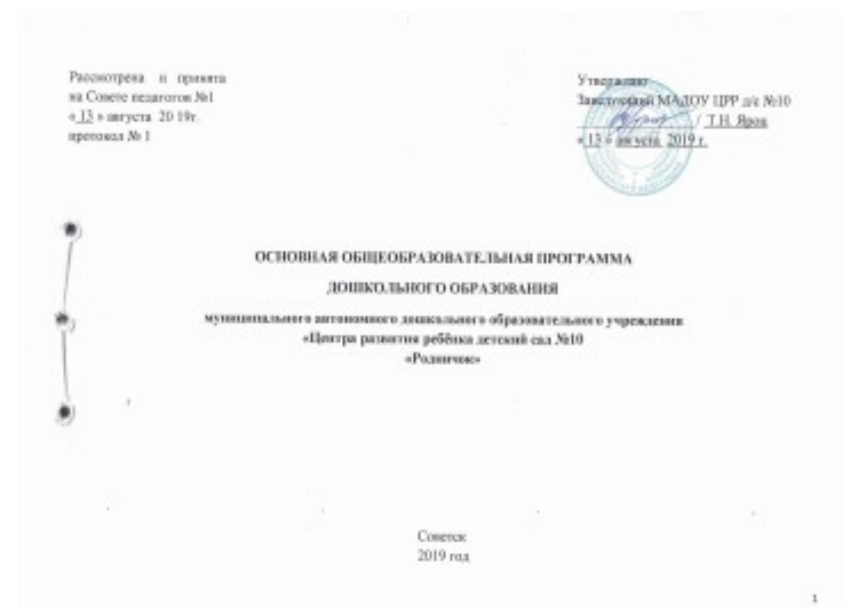 Рассмотрена и принята
на Совете педагогов №1
« 13 » августа 20 19г.
протокол № 1
Утверждаю
Заведующий МАДОУ ЦРР д/с №10
/ Т.Н. Ярош
« 13 » августа 2019 г.
ОСНОВНАЯ ОБЩЕОБРАЗОВАТЕЛЬНАЯ ПРОГРАММА
ДОШКОЛЬНОГО ОБРАЗОВАНИЯ
муниципального автономного дошкольного образовательного учреждения
«Центра развития ребёнка детский сад №10
«Родничок»
Советск
2019 год
1